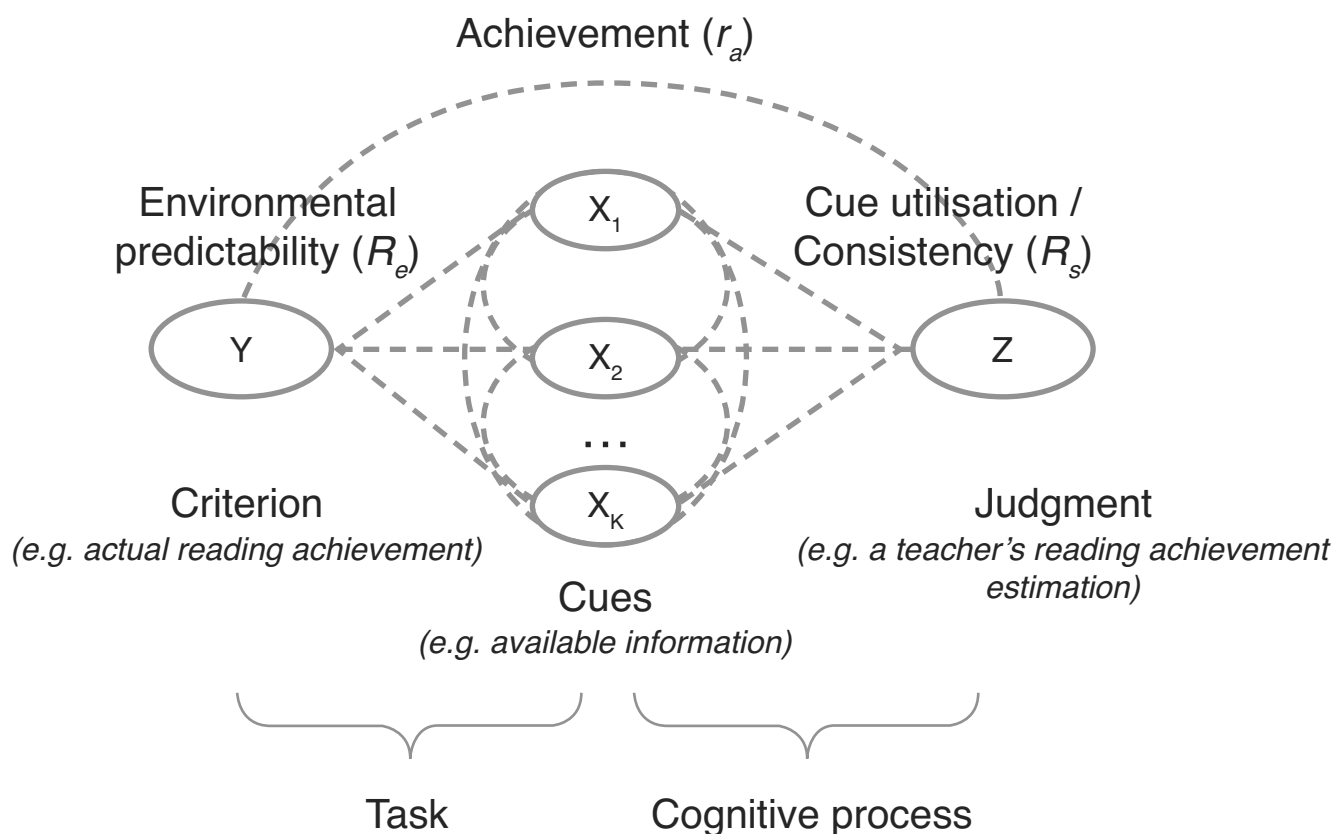 Achievement (r_a)
Environmental
predictability (R_e)
Cue utilisation /
Consistency (R_s)
X_1
Y
X_2
Z
...
X_K
Criterion
(e.g. actual reading achievement)
Judgment
(e.g. a teacher’s reading achievement
estimation)
Cues
(e.g. available information)
Task
Cognitive process